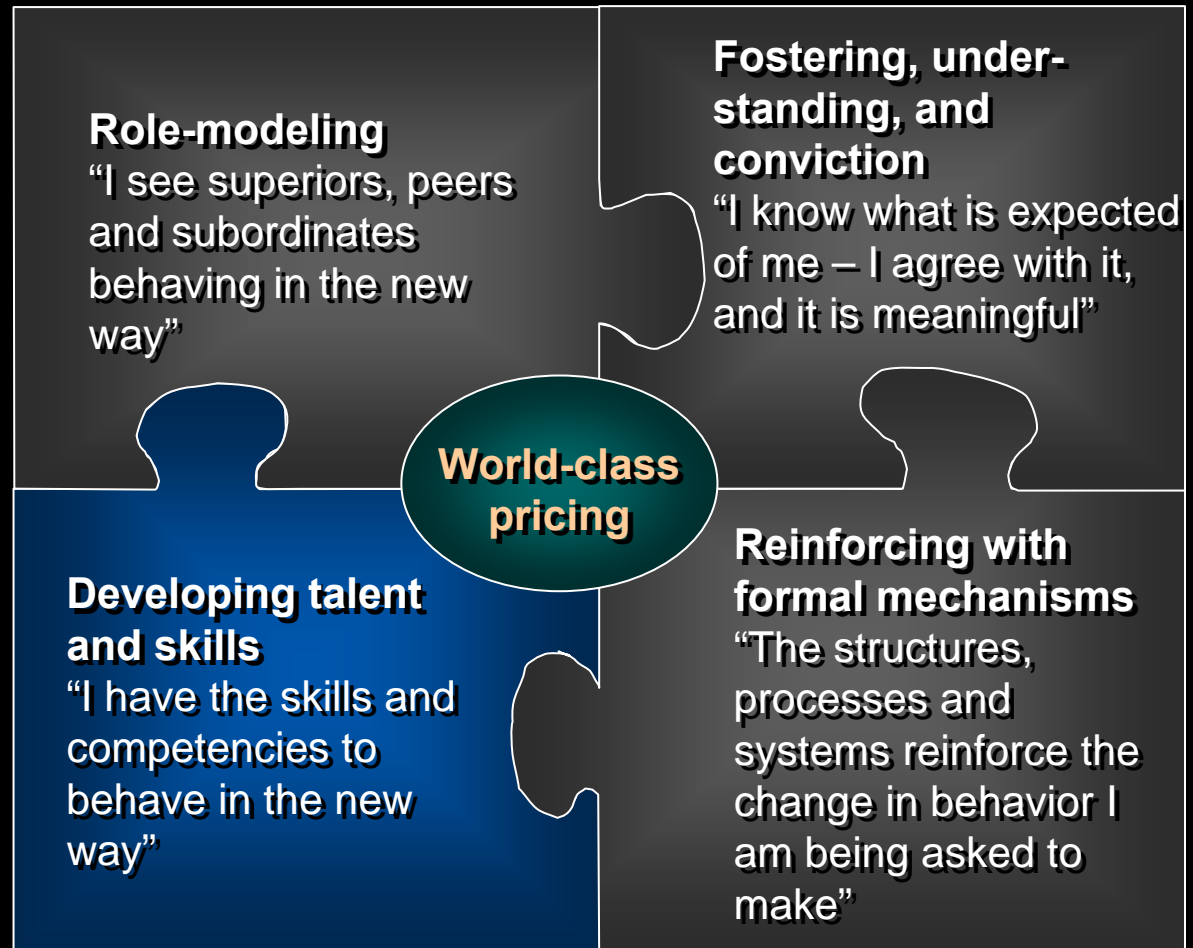 Role-modeling
“I see superiors, peers
and subordinates
behaving in the new
way”
Fostering, under-
standing, and
conviction
“I know what is expected
of me – I agree with it,
and it is meaningful”
World-class
pricing
Developing talent
and skills
“I have the skills and
competencies to
behave in the new
way”
Reinforcing with
formal mechanisms
“The structures,
processes and
systems reinforce the
change in behavior I
am being asked to
make”